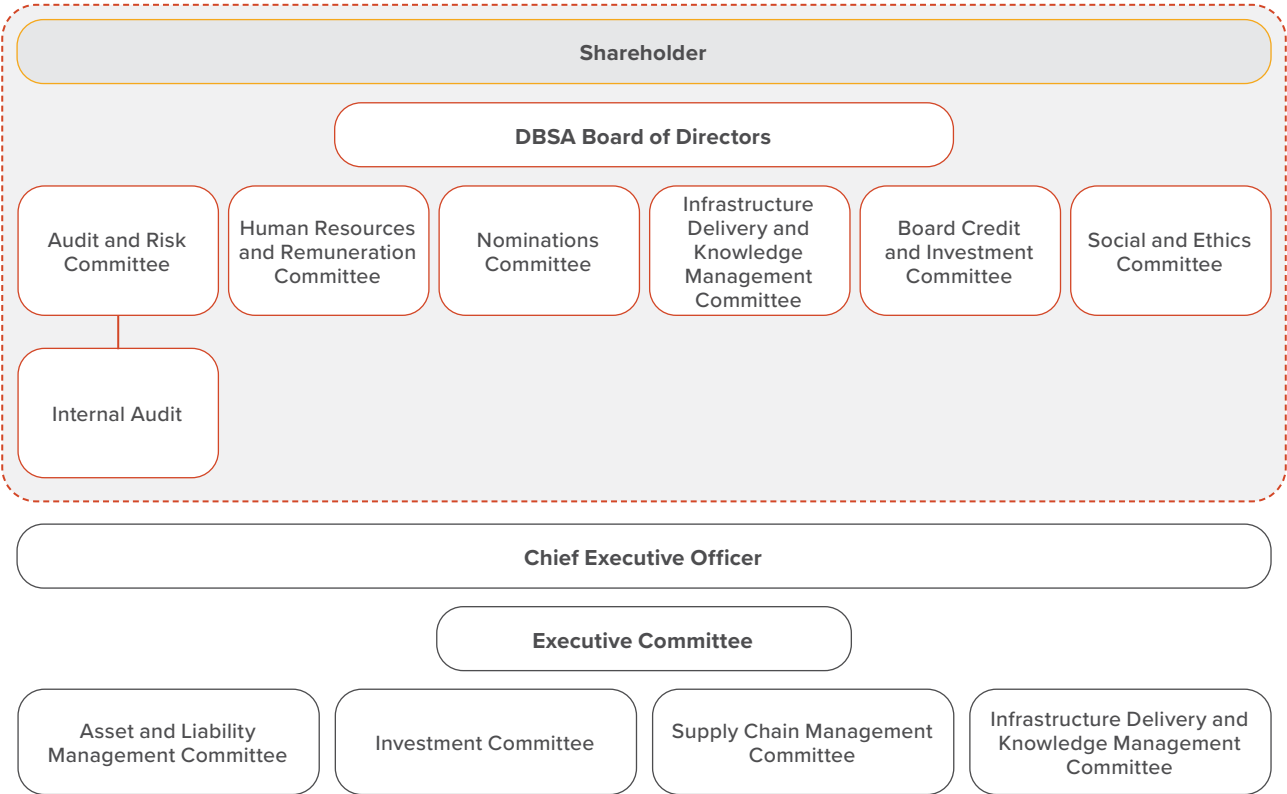 Shareholder
DBSA Board of Directors
Audit and Risk
Committee
Human Resources
and Remuneration
Committee
Nominations
Committee
Infrastructure
Delivery and
Knowledge
Management
Committee
Board Credit
and Investment
Committee
Social and Ethics
Committee
Internal Audit
Chief Executive Officer
Executive Committee
Asset and Liability
Management Committee
Investment Committee
Supply Chain Management
Committee
Infrastructure Delivery and
Knowledge Management
Committee